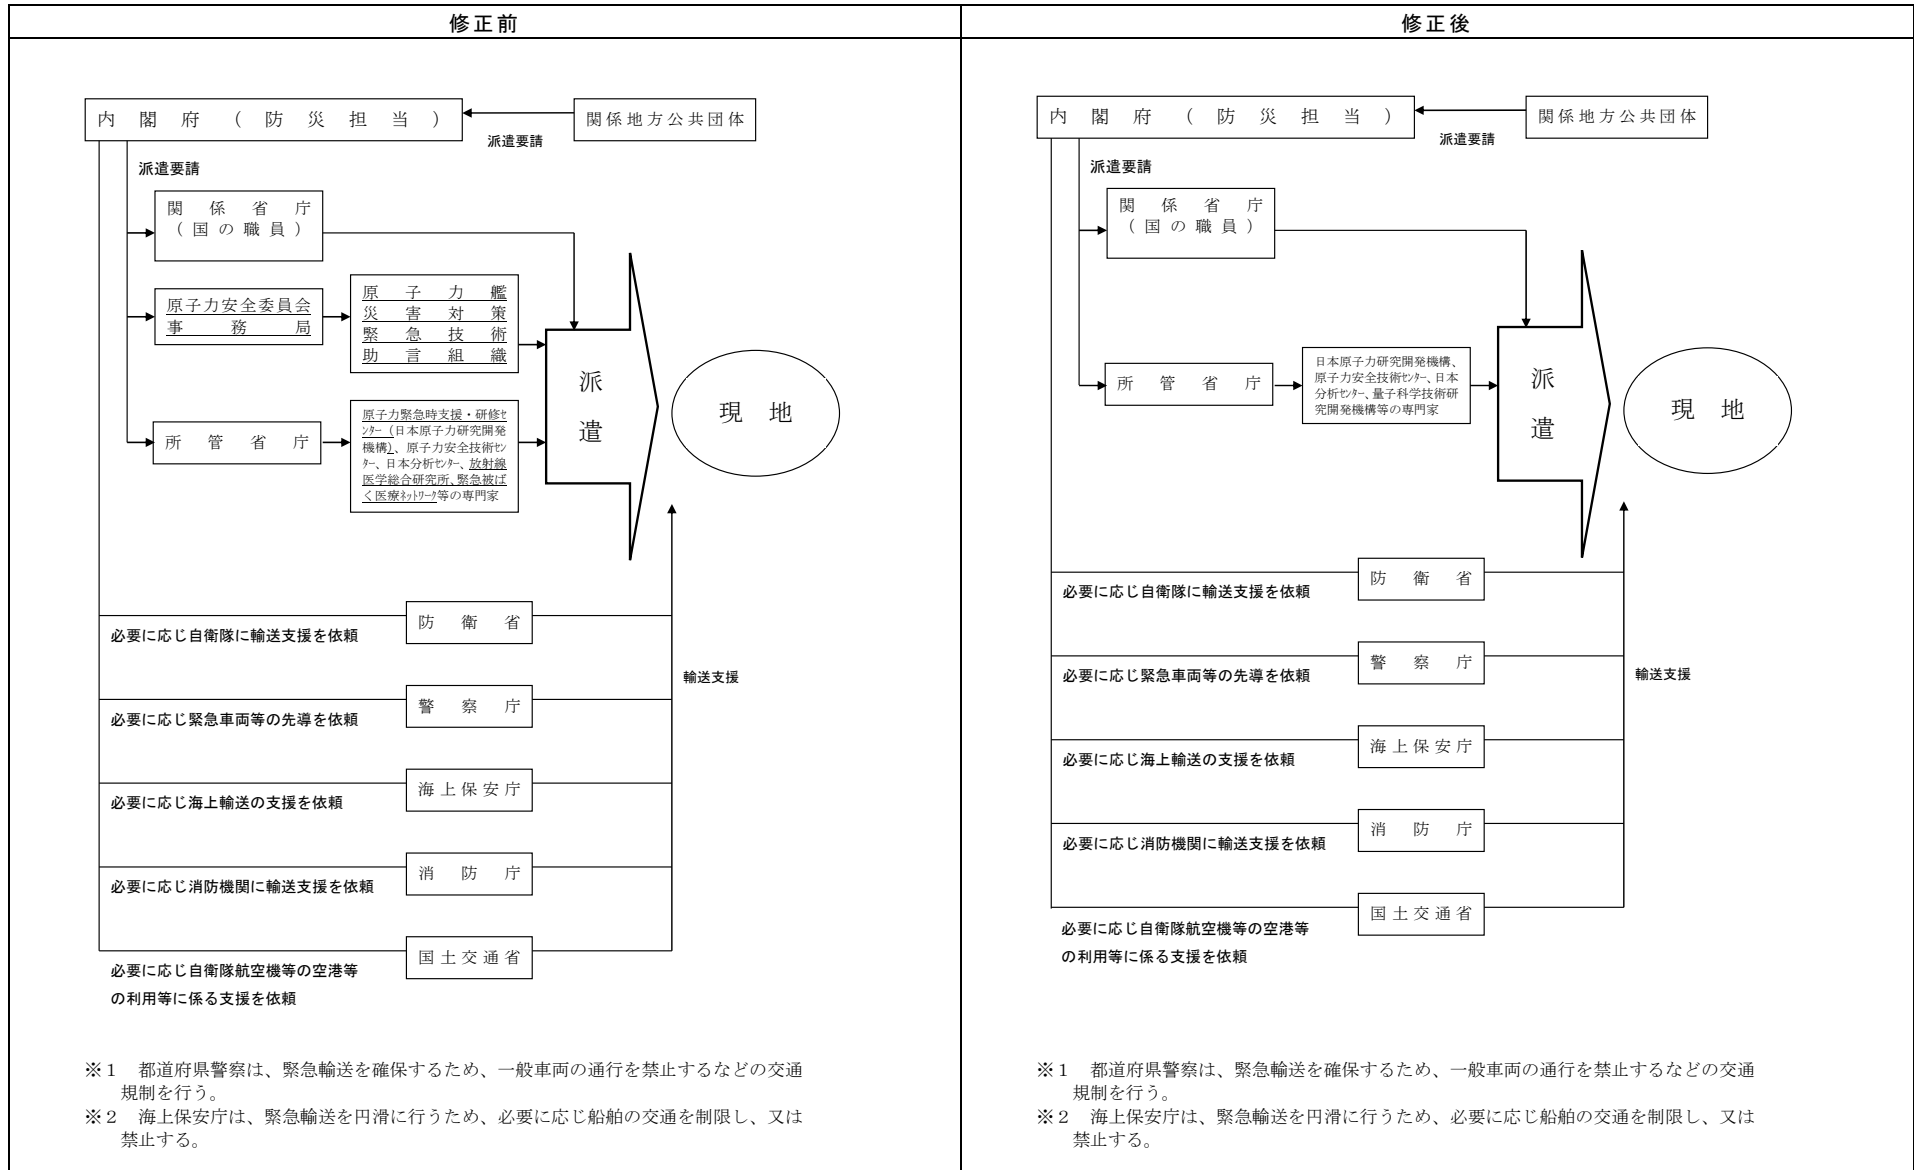 修正前
内閣府（防災担当）
関係地方公共団体
派遣要請
派遣要請
関係省庁
（国の職員）
原子力安全委員会
事務局
原子力艦
災害対策
緊急技術
助言組織
所管省庁
原子力緊急時支援・研修ｾ
ﾝﾀｰ（日本原子力研究開発
機構）、原子力安全技術ｾﾝ
ﾀｰ、日本分析ｾﾝﾀｰ、放射線
医学総合研究所、緊急被ば
く医療ﾈｯﾄﾜｰｸ等の専門家
派遣
現地
防衛省
必要に応じ自衛隊に輸送支援を依頼
輸送支援
警察庁
必要に応じ緊急車両等の先導を依頼
海上保安庁
必要に応じ海上輸送の支援を依頼
消防庁
必要に応じ消防機関に輸送支援を依頼
国土交通省
必要に応じ自衛隊航空機等の空港等
の利用等に係る支援を依頼
※１　都道府県警察は、緊急輸送を確保するため、一般車両の通行を禁止するなどの交通
規制を行う。
※２　海上保安庁は、緊急輸送を円滑に行うため、必要に応じ船舶の交通を制限し、又は
禁止する。
修正後
内閣府（防災担当）
関係地方公共団体
派遣要請
派遣要請
関係省庁
（国の職員）
所管省庁
日本原子力研究開発機構、
原子力安全技術ｾﾝﾀｰ、日本
分析ｾﾝﾀｰ、量子科学技術研
究開発機構等の専門家
派遣
現地
防衛省
必要に応じ自衛隊に輸送支援を依頼
警察庁
必要に応じ緊急車両等の先導を依頼
輸送支援
海上保安庁
必要に応じ海上輸送の支援を依頼
消防庁
必要に応じ消防機関に輸送支援を依頼
国土交通省
必要に応じ自衛隊航空機等の空港等
の利用等に係る支援を依頼
※１　都道府県警察は、緊急輸送を確保するため、一般車両の通行を禁止するなどの交通
規制を行う。
※２　海上保安庁は、緊急輸送を円滑に行うため、必要に応じ船舶の交通を制限し、又は
禁止する。